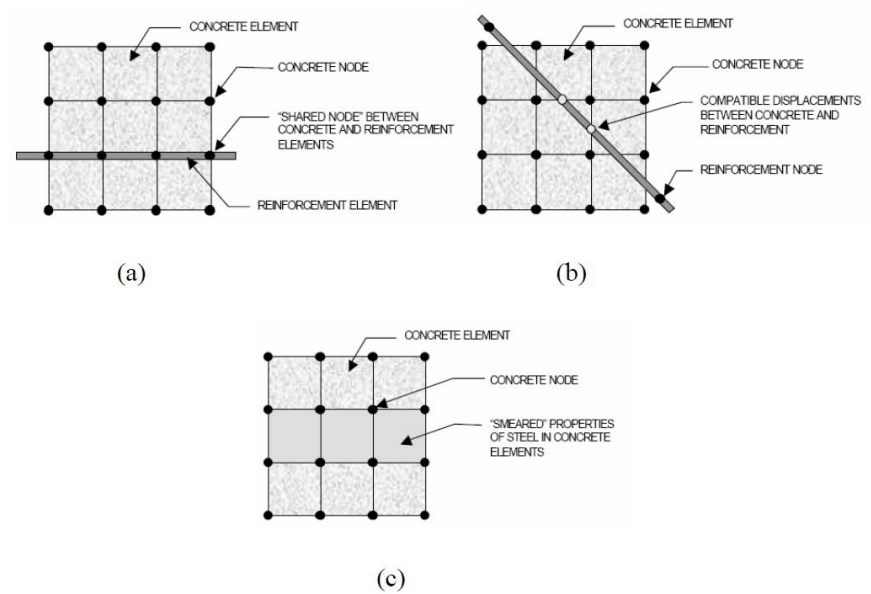 CONCRETE ELEMENT
CONCRETE NODE
"SHARED NODE" BETWEEN
CONCRETE AND REINFORCEMENT
ELEMENTS
REINFORCEMENT ELEMENT
(a)
CONCRETE ELEMENT
CONCRETE NODE
COMPATIBLE DISPLACEMENTS
BETWEEN CONCRETE AND
REINFORCEMENT
REINFORCEMENT NODE
(b)
CONCRETE ELEMENT
CONCRETE NODE
"SMEARED" PROPERTIES
OF STEEL IN CONCRETE
ELEMENTS
(c)